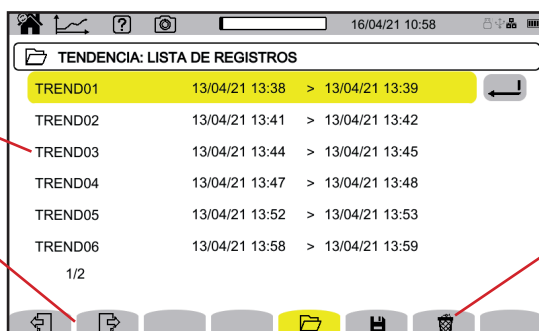 ? 16/04/21 10:58
TENDENCIA: LISTA DE REGISTROS
TREND01 13/04/21 13:38 > 13/04/21 13:39
TREND02 13/04/21 13:41 > 13/04/21 13:42
TREND03 13/04/21 13:44 > 13/04/21 13:45
TREND04 13/04/21 13:47 > 13/04/21 13:48
TREND05 13/04/21 13:52 > 13/04/21 13:53
TREND06 13/04/21 13:58 > 13/04/21 13:59
1/2